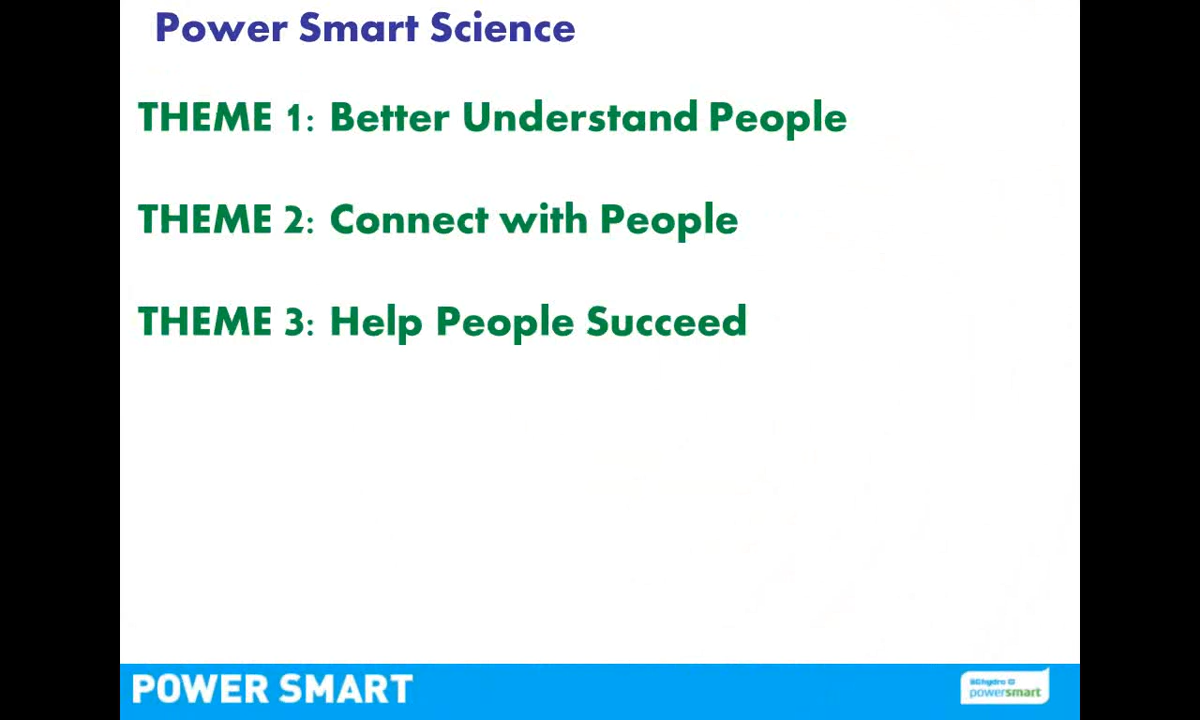 Power Smart Science
THEME 1: Better Understand People
THEME 2: Connect with People
THEME 3: Help People Succeed
POWER SMART
BChydro
powersmart